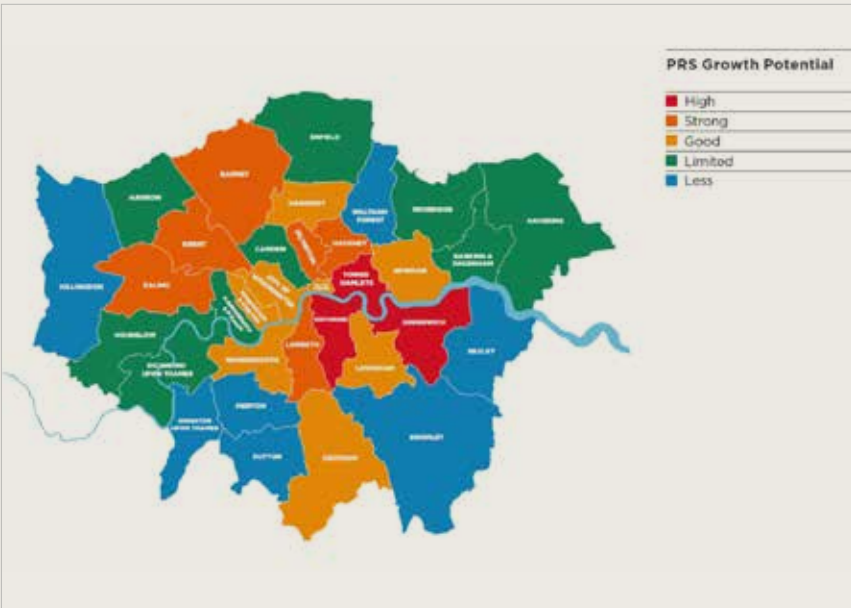 PRS Growth Potential
High
Strong
Good
Limited
Less
ENFIELD
BARNET
HARROW
HARINGEY
WALTHAM
FOREST
REDBRIDGE
HAVERING
BRENT
CAMDEN
HACKNEY
BARKING &
DAGENHAM
HILLINGDON
EALING
TOWER
HAMLETS
NEWHAM
HOUNSLOW
SOUTHWARK
GREENWICH
RICHMOND
UPON THAMES
WANDSWORTH
LAMBETH
LEWISHAM
BEXLEY
MERTON
KINGSTON
UPON THAMES
SUTTON
CROYDON
BROMLEY